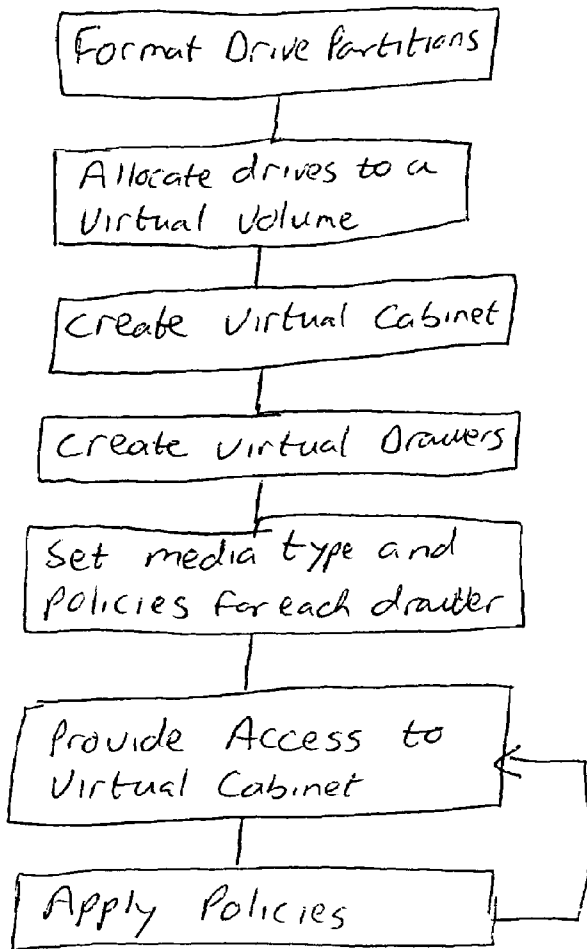 Format Drive Partitions
Allocate drives to a
Virtual Volume
Create Virtual Cabinet
Create Virtual Drawers
Set media type and
Policies for each drawer
Provide Access to
Virtual Cabinet
Apply Policies